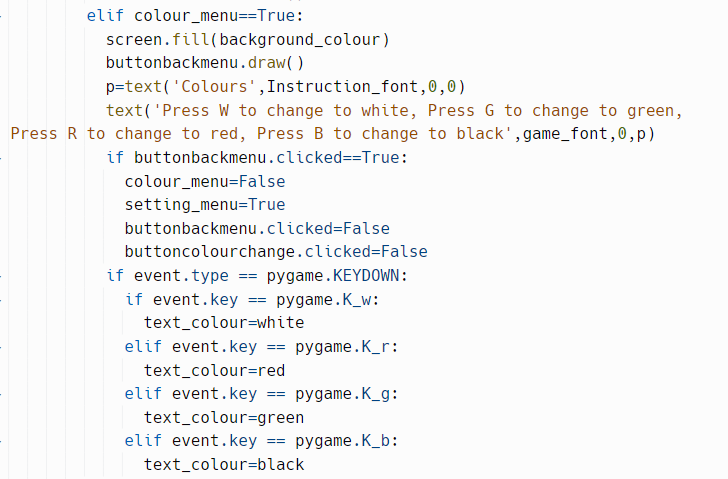 elif colour_menu==True:
screen.fill(background_colour)
buttonbackmenu.draw()
p=text('Colours',Instruction_font,0,0)
text('Press W to change to white, Press G to change to green,
Press R to change to red, Press B to change to black',game_font,0,p)
if buttonbackmenu.clicked==True:
colour_menu=False
setting_menu=True
buttonbackmenu.clicked=False
buttoncolourchange.clicked=False
if event.type == pygame.KEYDOWN:
if event.key == pygame.K_w:
text_colour=white
elif event.key == pygame.K_r:
text_colour=red
elif event.key == pygame.K_g:
text_colour=green
elif event.key == pygame.K_b:
text_colour=black